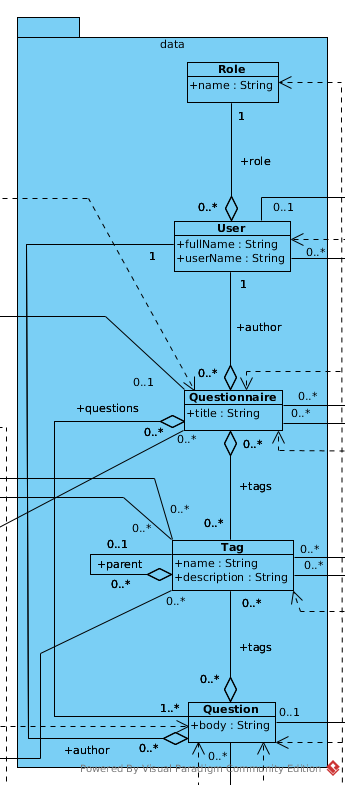 data
Role
+name : String
1
+role
0..*
0..1
User
+fullName : String
+userName : String
0..*
1
1
+author
0..*
0..1
0..*
Questionnaire
+title : String
+questions
0..*
0..*
0..*
0..*
+tags
0..*
0..*
0..*
0..1
Tag
0..*
+parent
+name : String
0..*
+description : String
0..*
0..*
0..*
+tags
0..*
1..*
Question
0..1
+body : String
+author
0..*
0..*
Powered By Visual Paradigm Community Edition